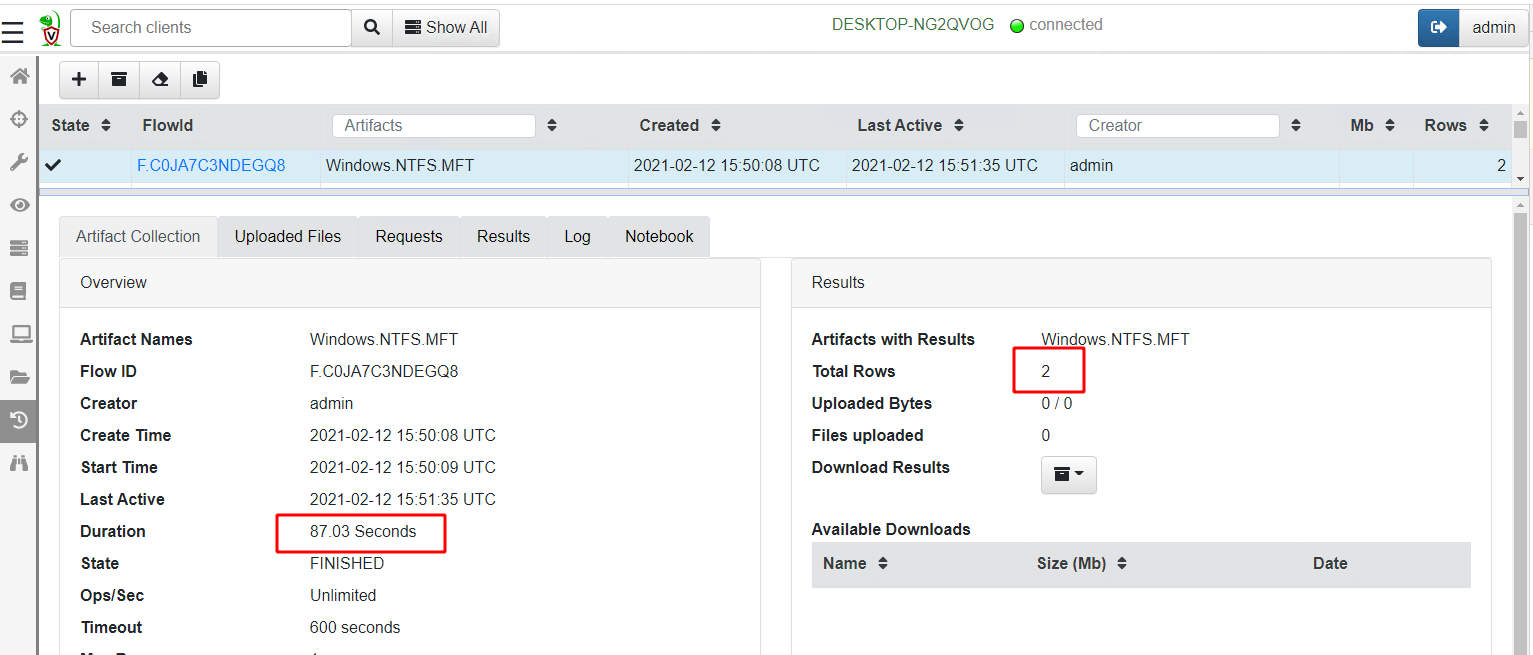 Search clients Show All DESKTOP-NG2QVOG connected admin
State FlowId Artifacts Created Last Active Creator Mb Rows
F.C0JA7C3NDEGQ8 Windows.NTFS.MFT 2021-02-12 15:50:08 UTC 2021-02-12 15:51:35 UTC admin 2
Artifact Collection Uploaded Files Requests Results Log Notebook
Overview
Artifact Names Windows.NTFS.MFT
Flow ID F.C0JA7C3NDEGQ8
Creator admin
Create Time 2021-02-12 15:50:08 UTC
Start Time 2021-02-12 15:50:09 UTC
Last Active 2021-02-12 15:51:35 UTC
Duration 87.03 Seconds
State FINISHED
Ops/Sec Unlimited
Timeout 600 seconds
Results
Artifacts with Results Windows.NTFS.MFT
Total Rows 2
Uploaded Bytes 0 / 0
Files uploaded 0
Download Results
Available Downloads
Name Size (Mb) Date